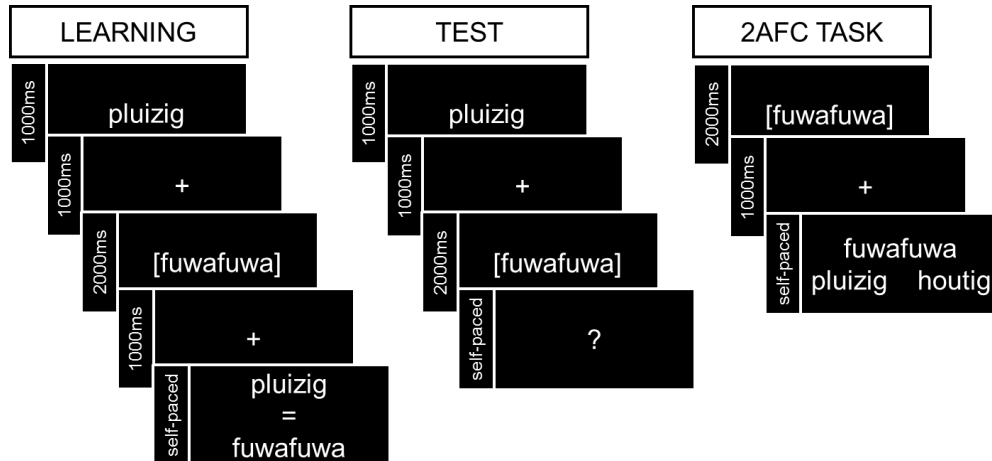 LEARNING
1000ms
pluizig
1000ms
+
2000ms
[fuwafuwa]
1000ms
+
self-paced
pluizig
=
fuwafuwa
TEST
1000ms
pluizig
1000ms
+
2000ms
[fuwafuwa]
self-paced
?
2AFC TASK
2000ms
[fuwafuwa]
1000ms
+
self-paced
fuwafuwa
pluizig houtig